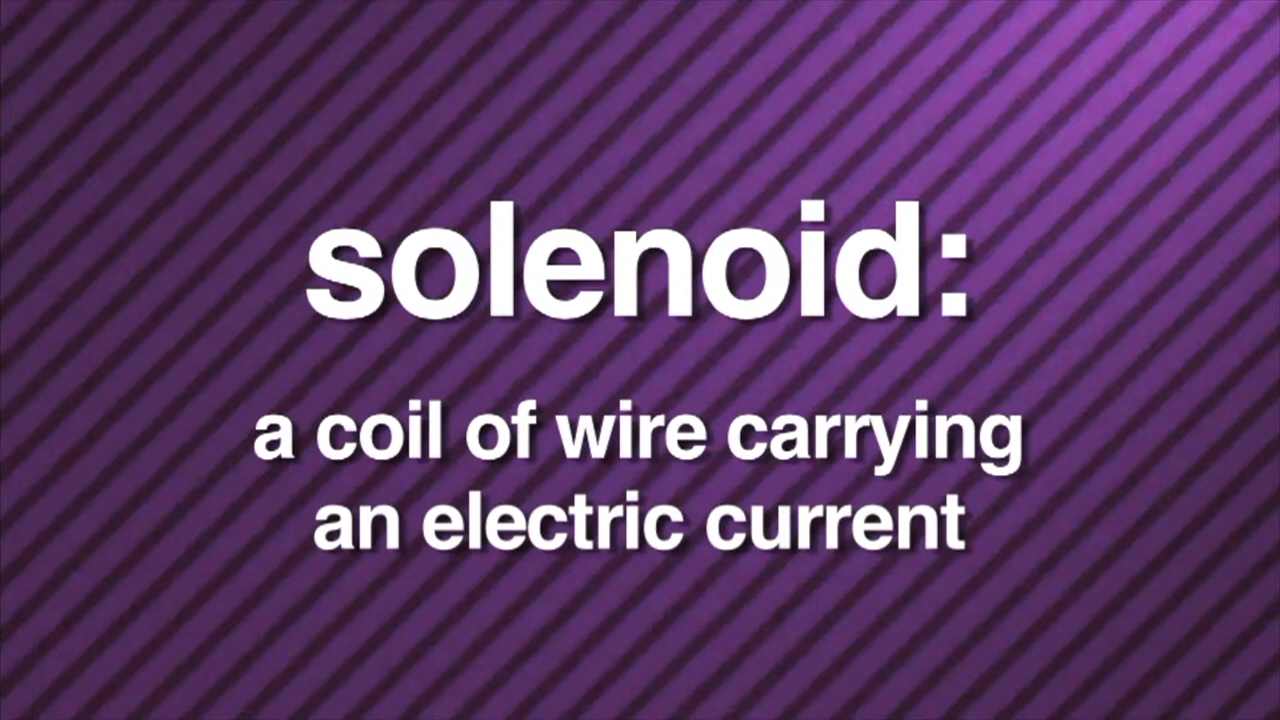 solenoid:
a coil of wire carrying
an electric current